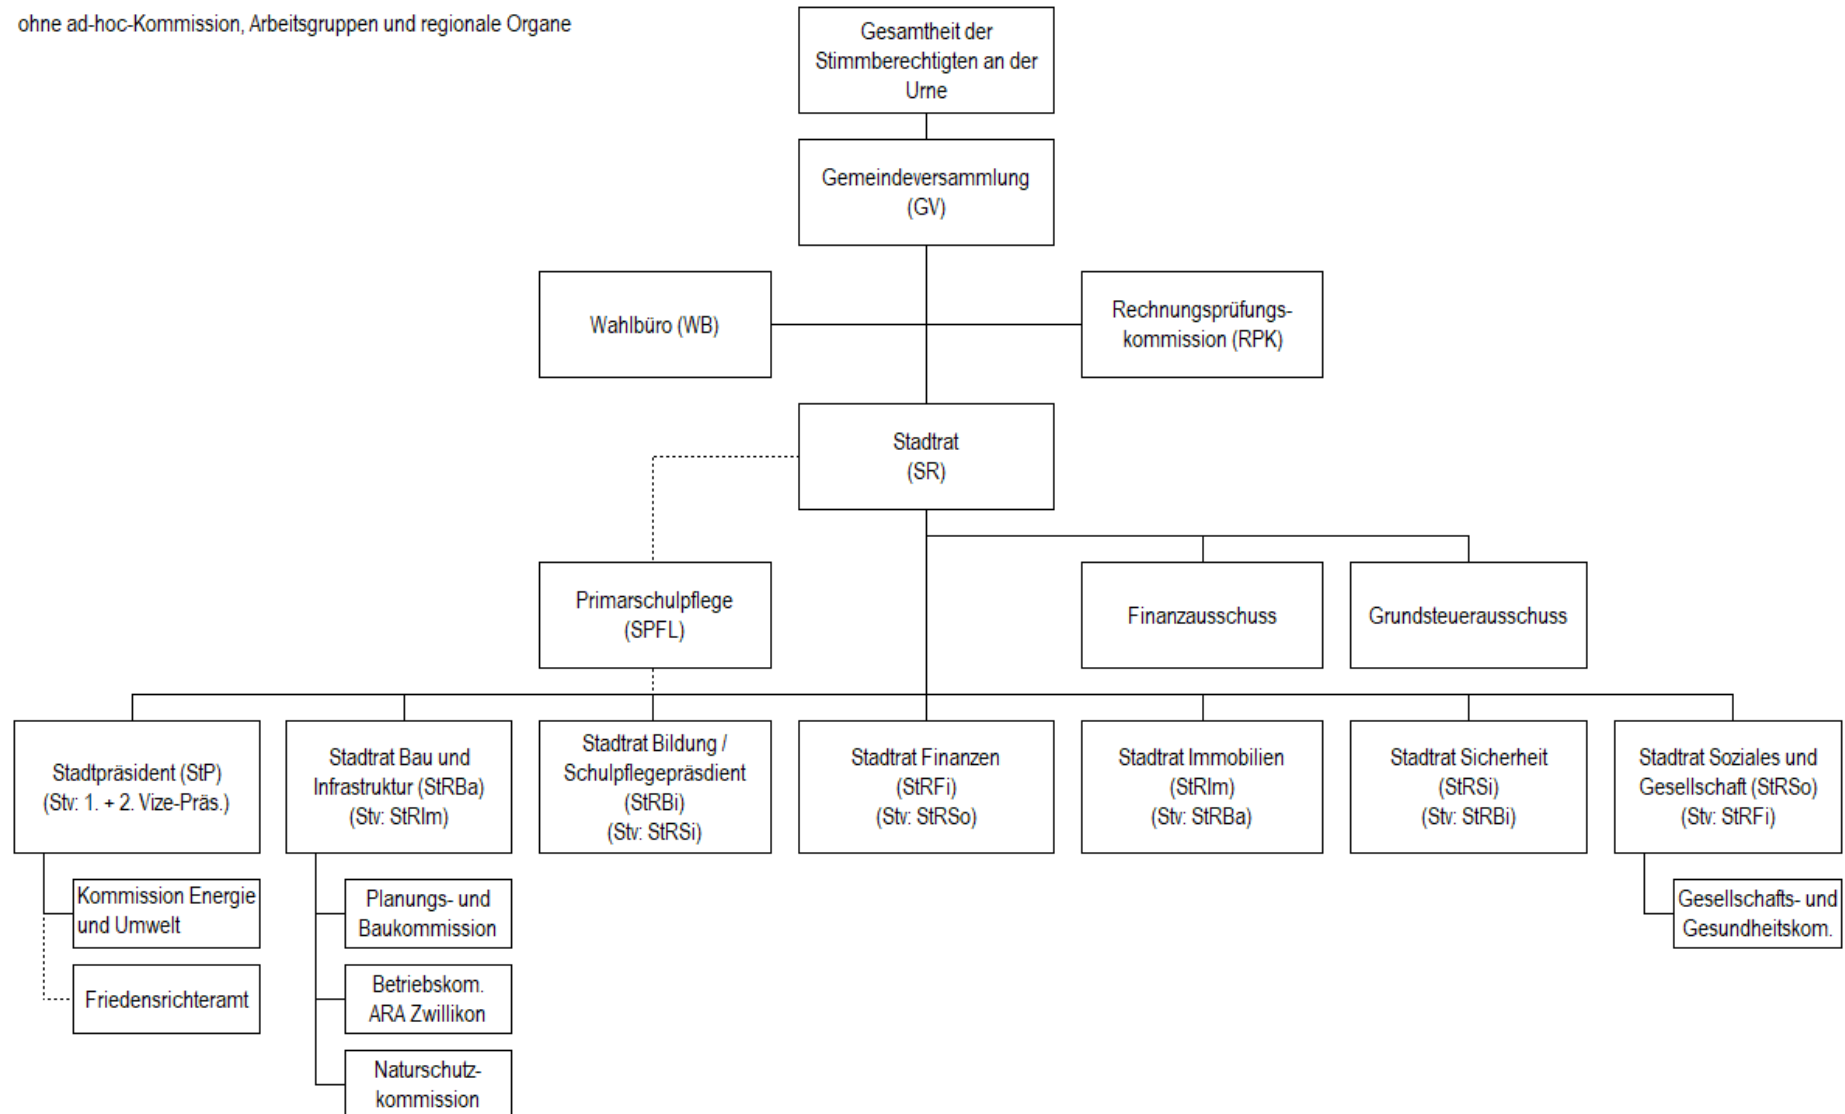 ohne ad-hoc-Kommission, Arbeitsgruppen und regionale Organe
Gesamtheit der
Stimmberechtigten an der
Urne
Gemeindeversammlung
(GV)
Wahlbüro (WB)
Rechnungsprüfungs-
kommission (RPK)
Stadtrat
(SR)
Primarschulpflege
(SPFL)
Finanzausschuss
Grundsteuerausschuss
Stadtpräsident (StP)
(Stv: 1. + 2. Vize-Präs.)
Stadtrat Bau und
Infrastruktur (StRBa)
(Stv: StRIm)
Stadtrat Bildung /
Schulpflegepräsdient
(StRBi)
(Stv: StRSi)
Stadtrat Finanzen
(StRFi)
(Stv: StRSo)
Stadtrat Immobilien
(StRIm)
(Stv: StRBa)
Stadtrat Sicherheit
(StRSi)
(Stv: StRBi)
Stadtrat Soziales und
Gesellschaft (StRSo)
(Stv: StRFi)
Kommission Energie
und Umwelt
Friedensrichteramt
Planungs- und
Baukommission
Betriebskom.
ARA Zwillikon
Naturschutz-
kommission
Gesellschafts- und
Gesundheitskom.